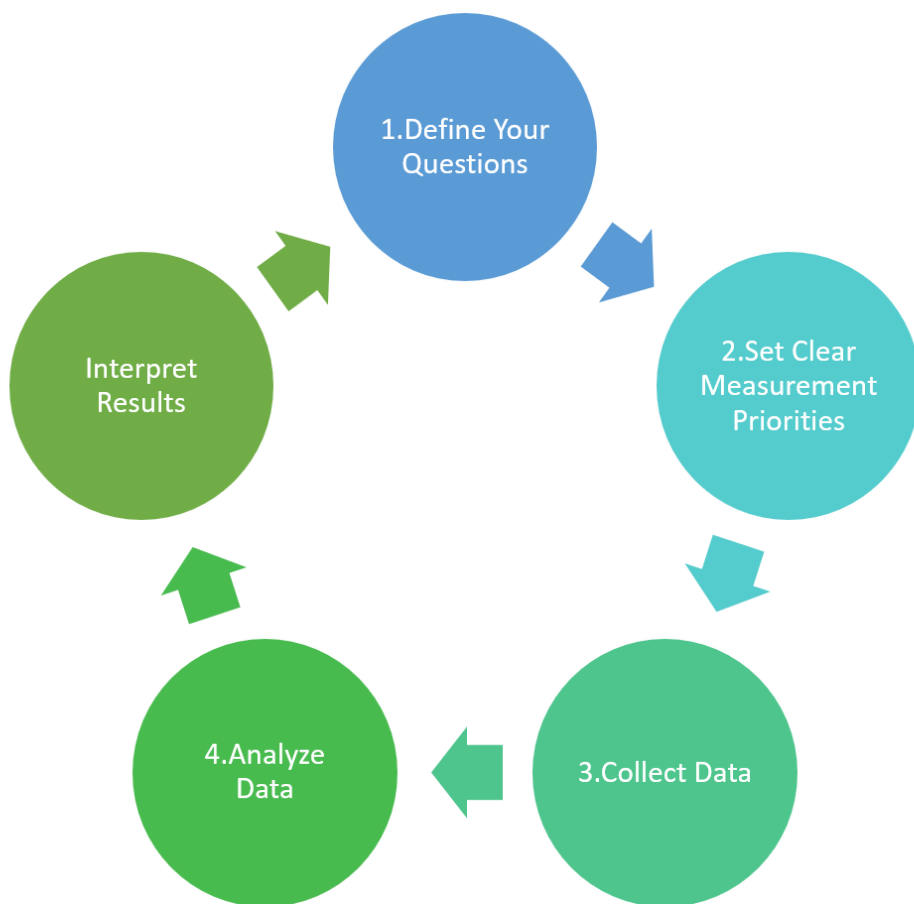 1.Define Your
Questions
2.Set Clear
Measurement
Priorities
3.Collect Data
4.Analyze
Data
Interpret
Results